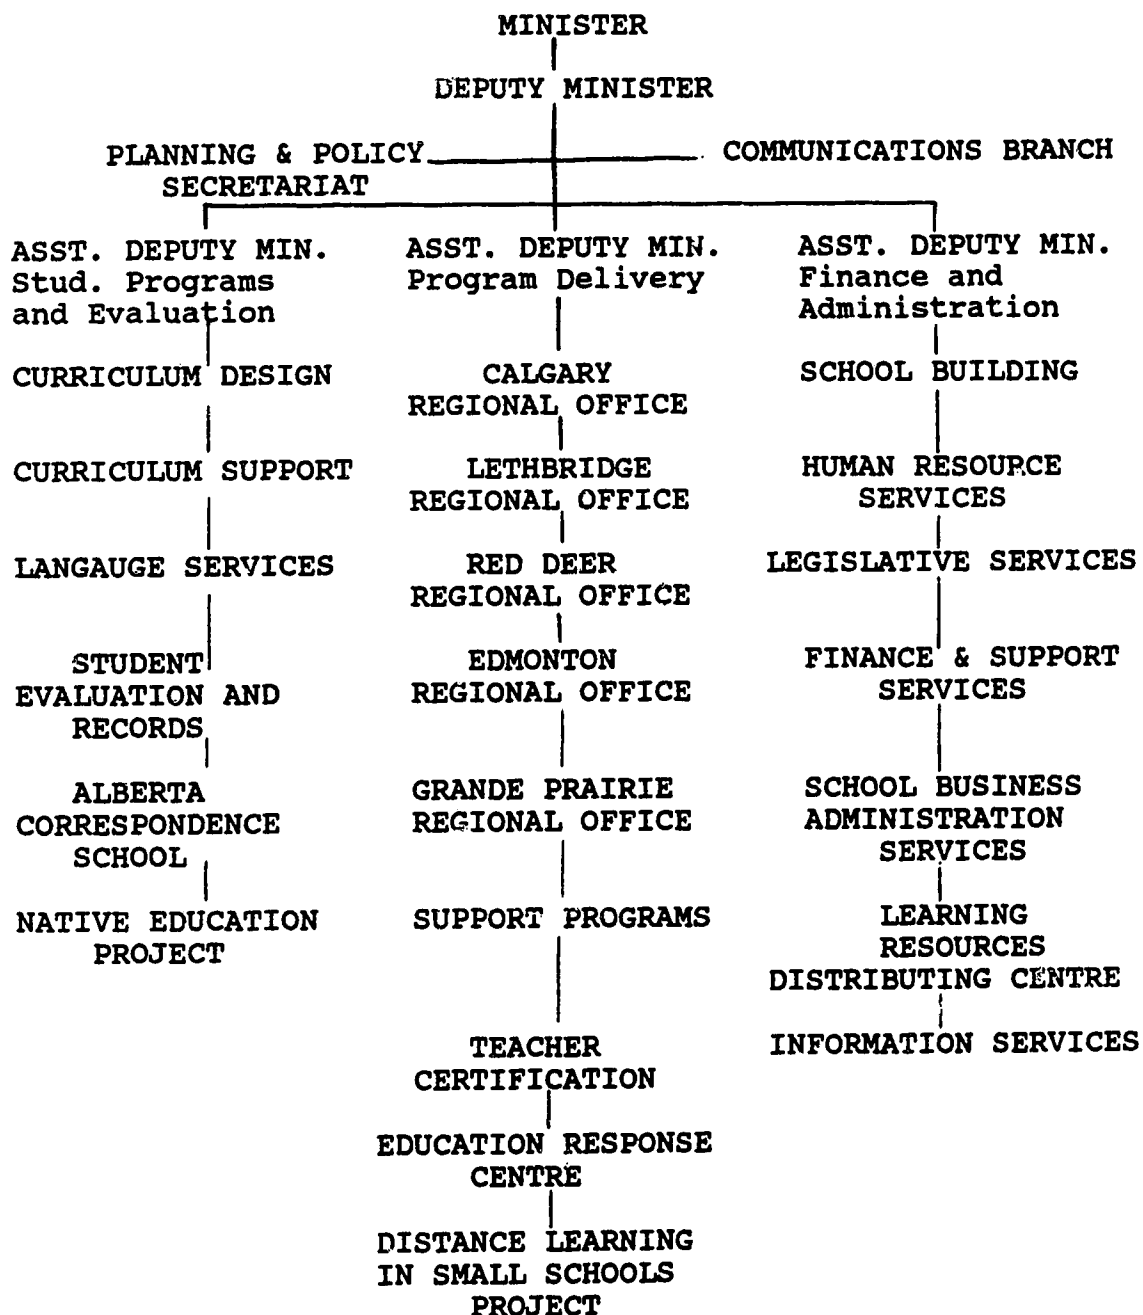 MINISTER
DEPUTY MINISTER
PLANNING & POLICY
SECRETARIAT
COMMUNICATIONS BRANCH
ASST. DEPUTY MIN.
Stud. Programs
and Evaluation
CURRICULUM DESIGN
CURRICULUM SUPPORT
LANGAUGE SERVICES
STUDENT
EVALUATION AND
RECORDS
ALBERTA
CORRESPONDENCE
SCHOOL
NATIVE EDUCATION
PROJECT
ASST. DEPUTY MIN.
Program Delivery
CALGARY
REGIONAL OFFICE
LETHBRIDGE
REGIONAL OFFICE
RED DEER
REGIONAL OFFICE
EDMONTON
REGIONAL OFFICE
GRANDE PRAIRIE
REGIONAL OFFICE
SUPPORT PROGRAMS
TEACHER
CERTIFICATION
EDUCATION RESPONSE
CENTRE
DISTANCE LEARNING
IN SMALL SCHOOLS
PROJECT
ASST. DEPUTY MIN.
Finance and
Administration
SCHOOL BUILDING
HUMAN RESOURCE
SERVICES
LEGISLATIVE SERVICES
FINANCE & SUPPORT
SERVICES
SCHOOL BUSINESS
ADMINISTRATION
SERVICES
LEARNING
RESOURCES
DISTRIBUTING CENTRE
INFORMATION SERVICES